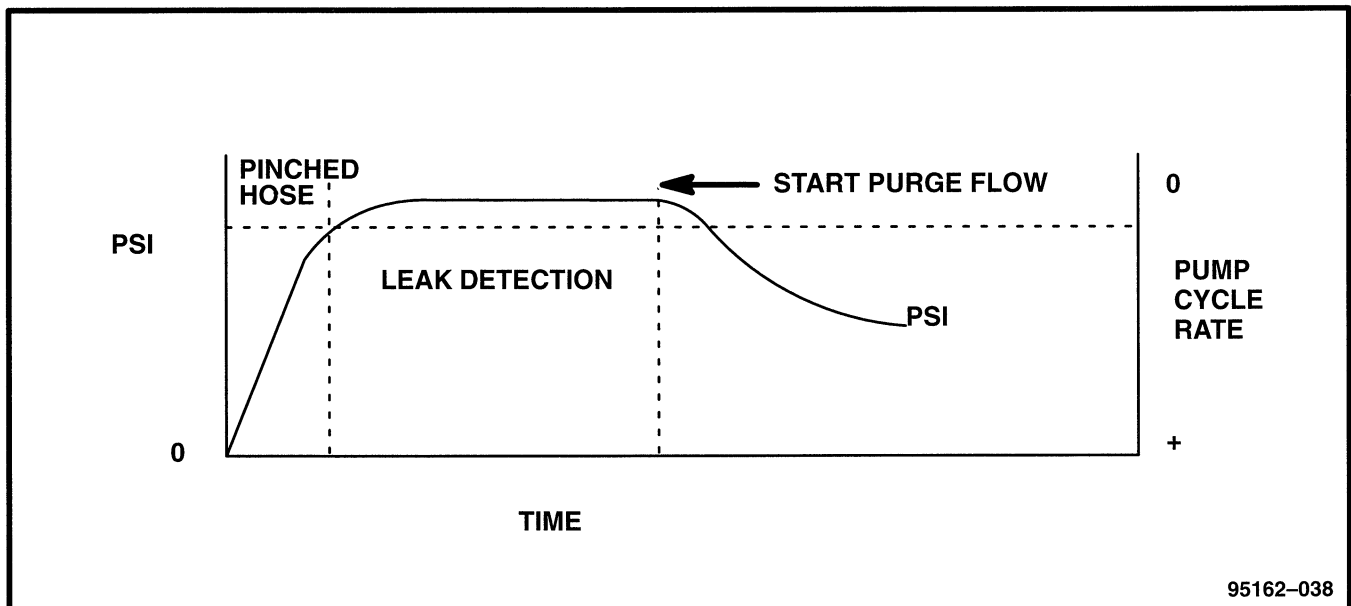 PINCHED
HOSE
START PURGE FLOW
0
PSI
LEAK DETECTION
PUMP
CYCLE
RATE
PSI
0
+
TIME
95162–038